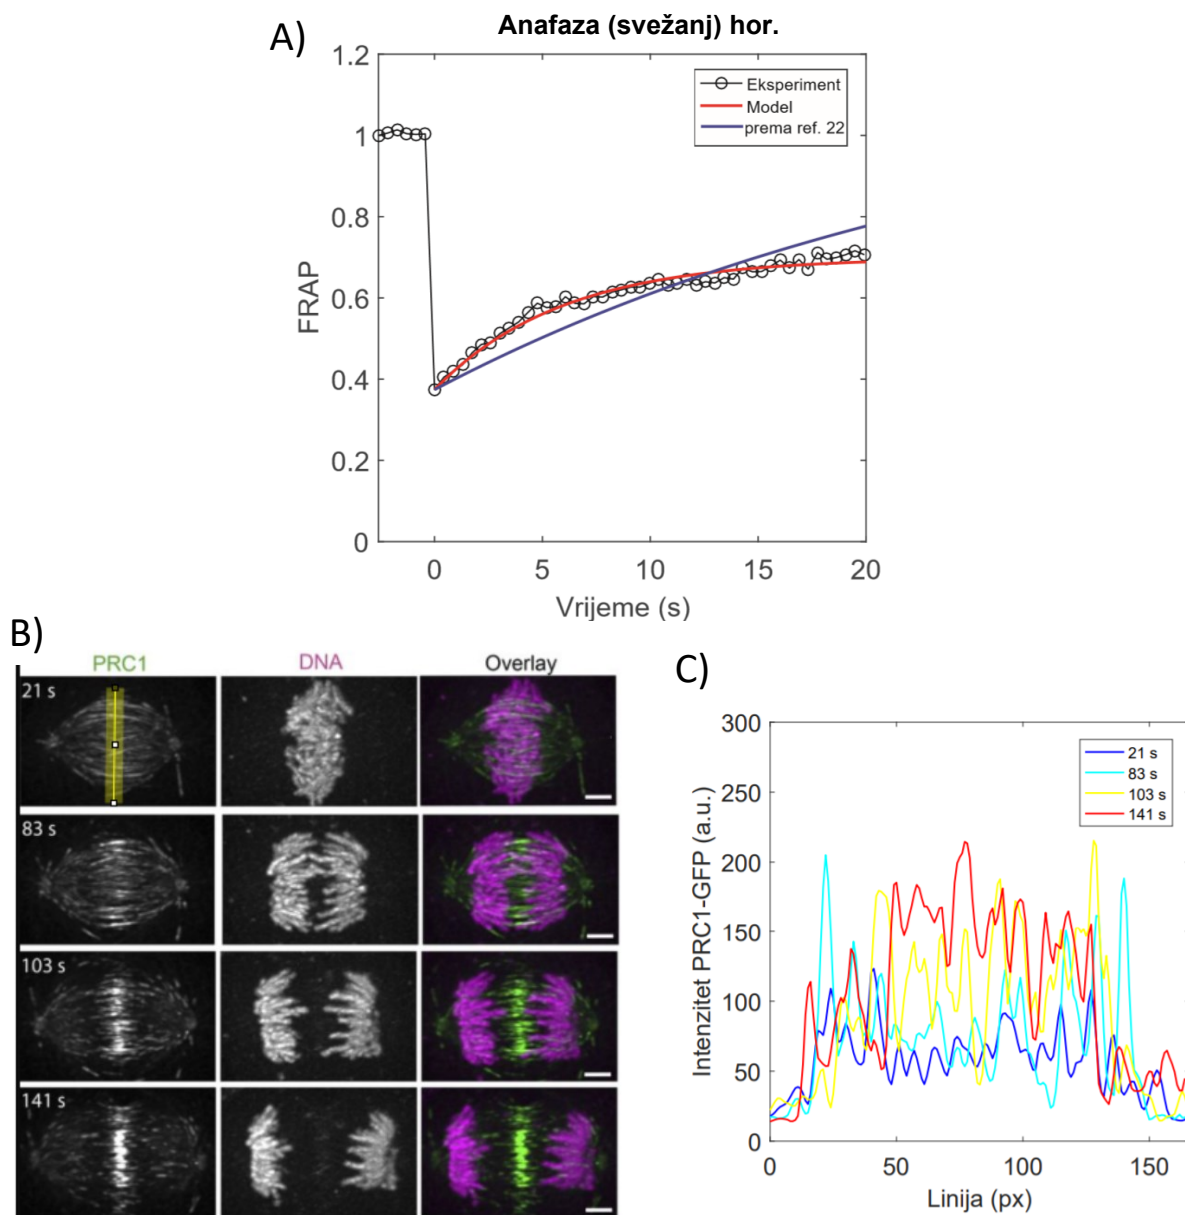 A)
Anafaza (svežanj) hor.
1.2
1
0.8
0.6
0.4
0.2
0
FRAP
Eksperiment
Model
prema ref. 22
0 5 10 15 20
Vrijeme (s)
B)
PRC1 DNA Overlay
21 s
83 s
103 s
141 s
C)
300
250
200
150
100
50
0
Intenzitet PRC1-GFP (a.u.)
21 s
83 s
103 s
141 s
0 50 100 150
Linija (px)